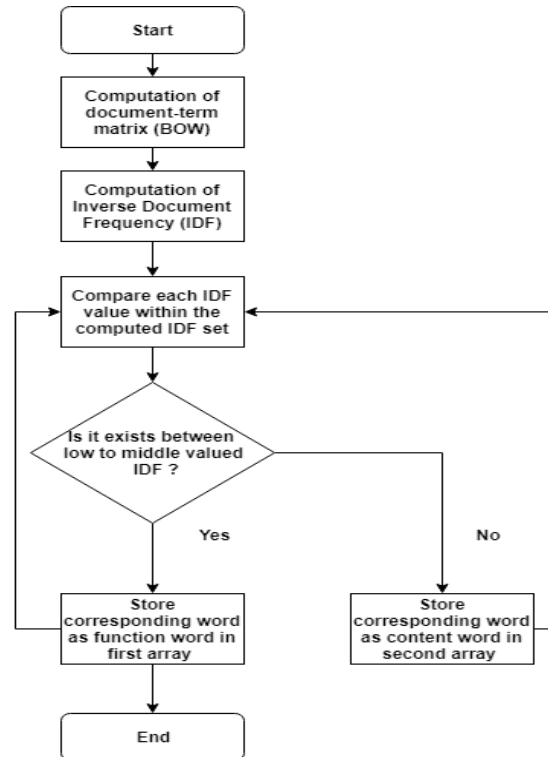 Start
Computation of
document-term
matrix (BOW)
Computation of
Inverse Document
Frequency (IDF)
Compare each IDF
value within the
computed IDF set
Is it exists between
low to middle valued
IDF ?
Yes
No
Store
corresponding word
as function word in
first array
Store
corresponding word
as content word in
second array
End